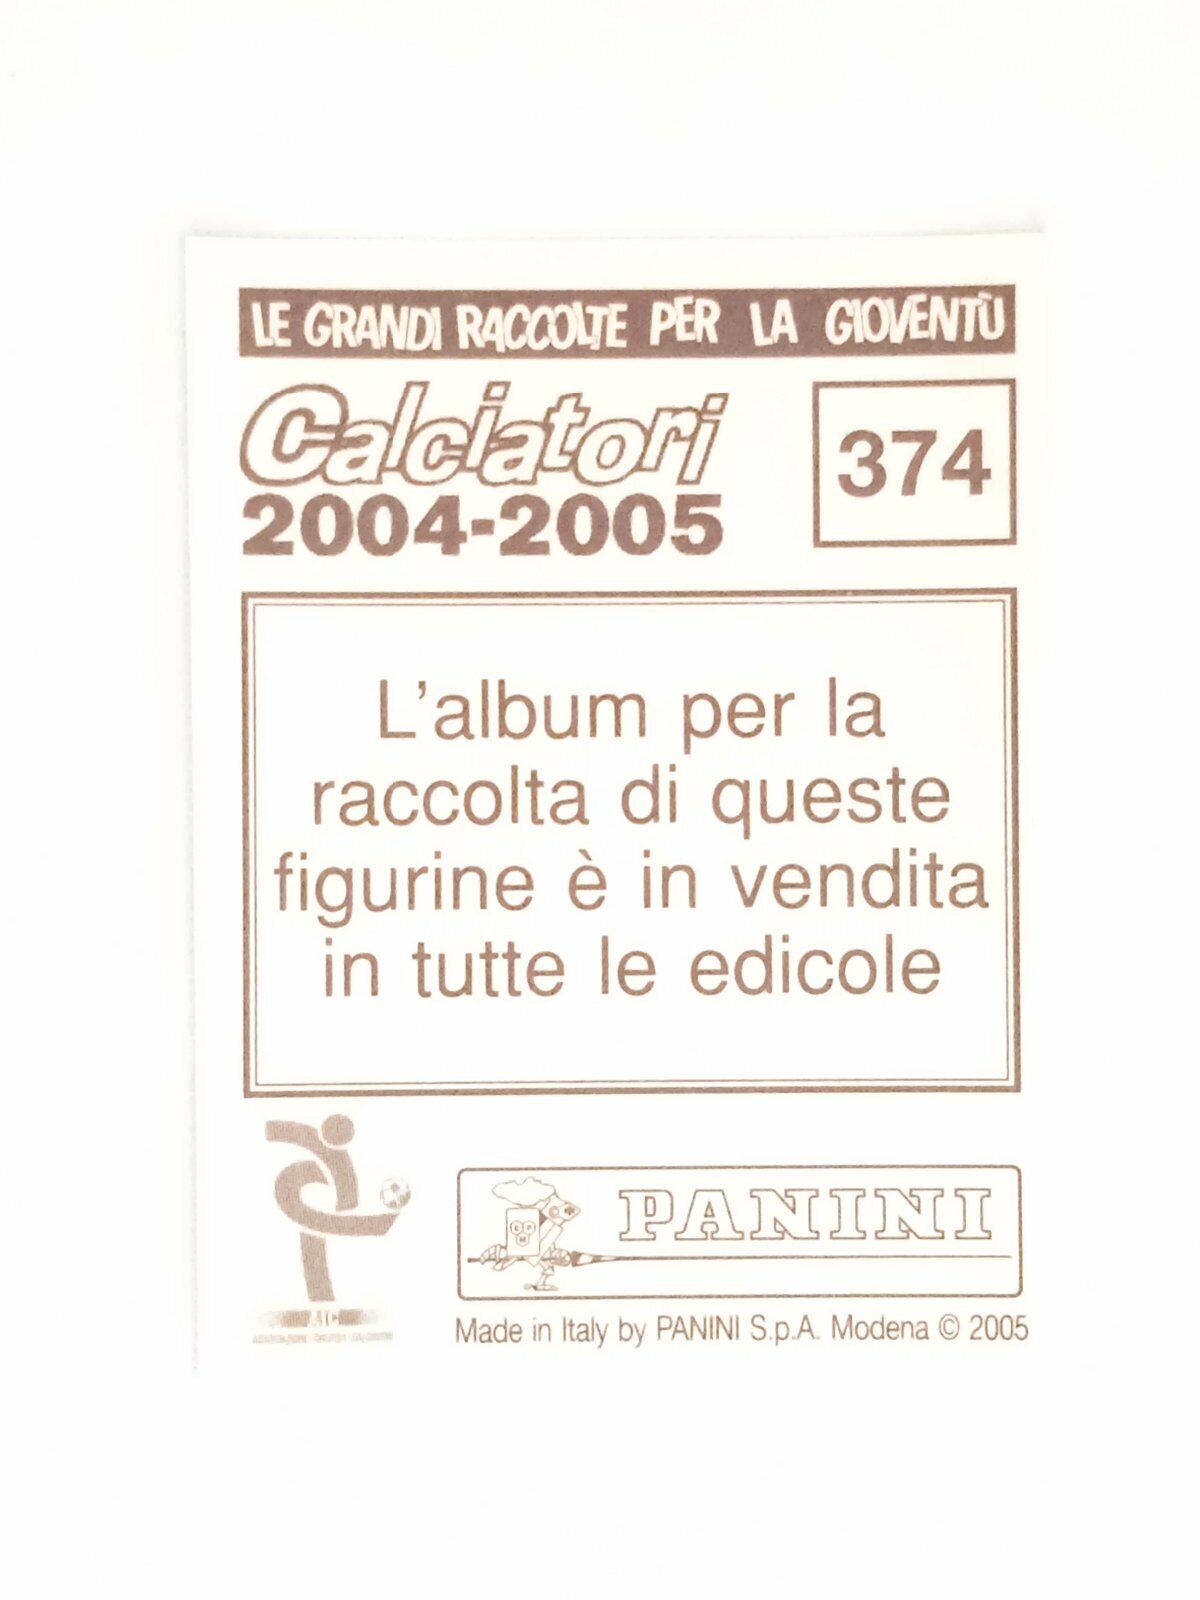 LE GRANDI RACCOLTE PER LA GIOVENTÙ
Calciatori
2004-2005
374
L'album per la
raccolta di queste
figurine è in vendita
in tutte le edicole
PANINI
Made in Italy by PANINI S.p.A. Modena © 2005